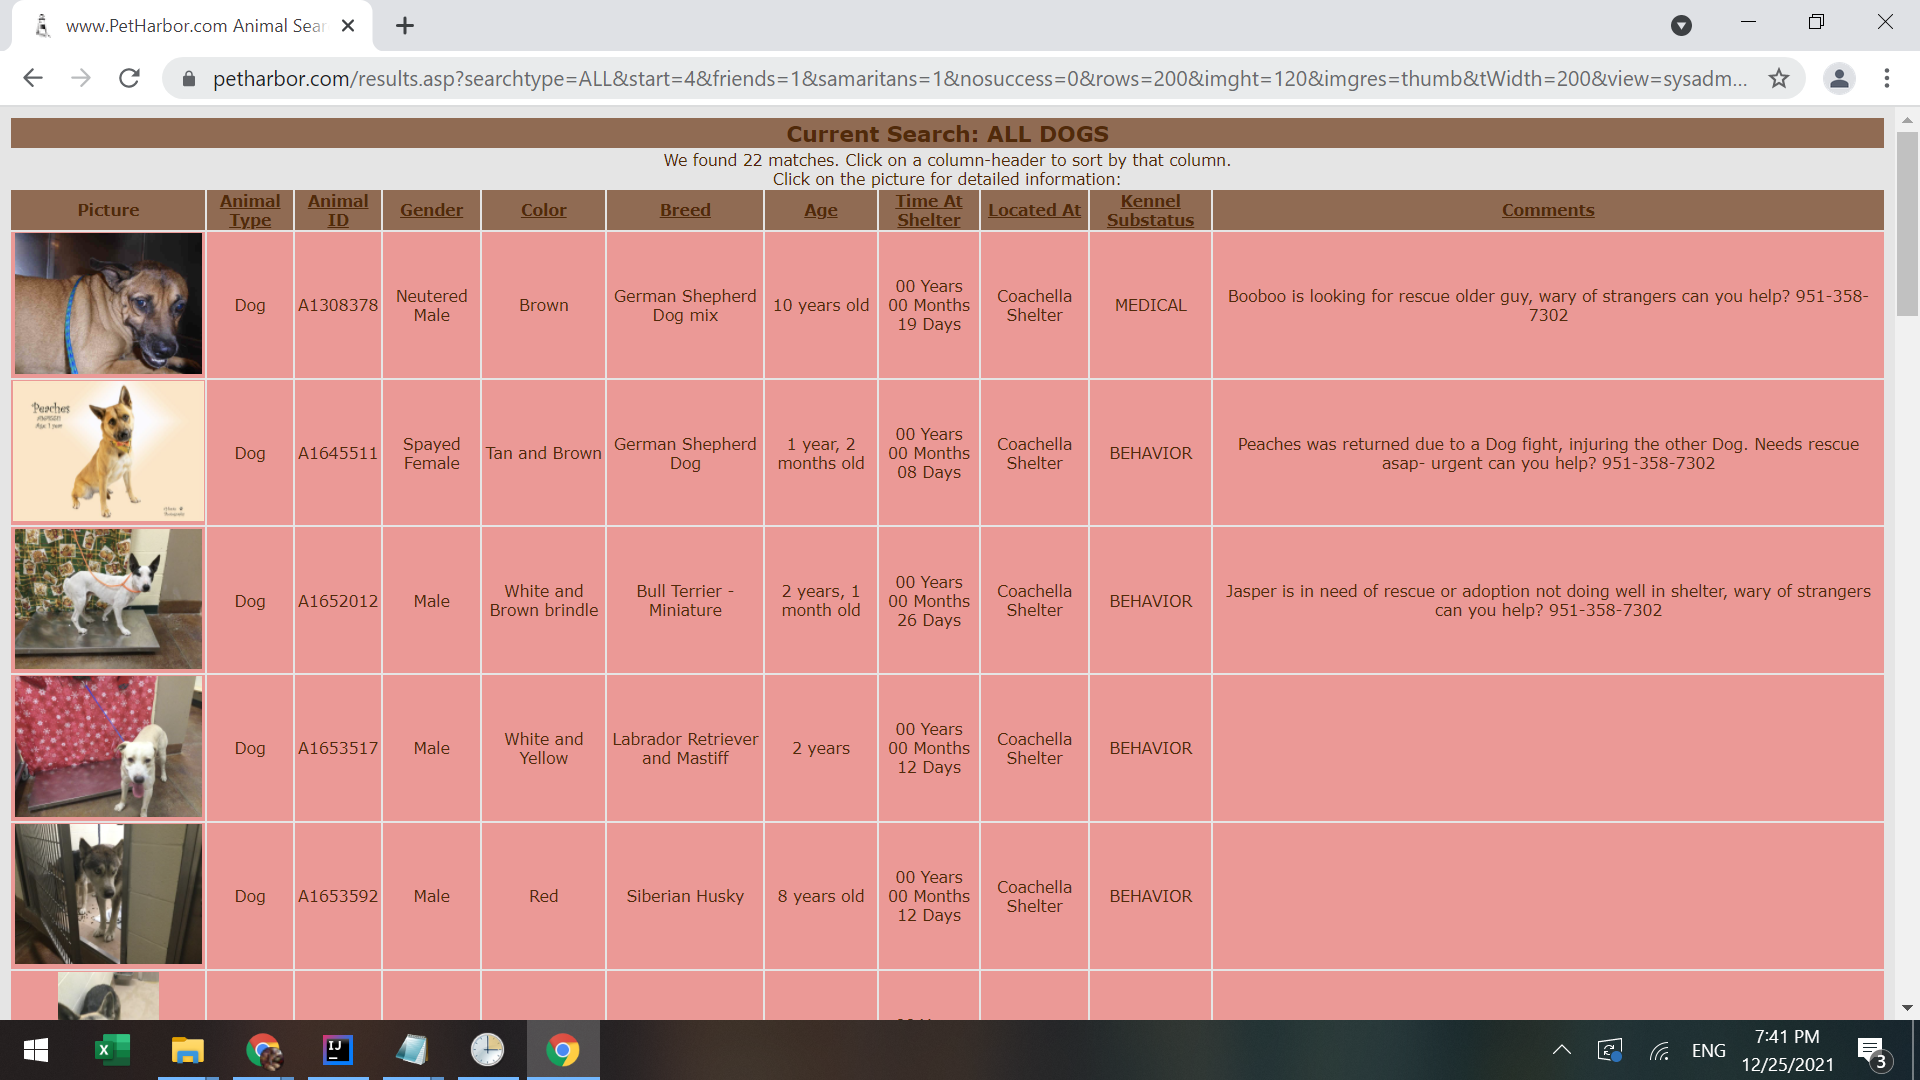 www.PetHarbor.com Animal Sear
petharbor.com/results.asp?searchtype=ALL&start=4&friends=1&samaritans=1&nosuccess=0&rows=200&imght=120&imgres=thumb&tWidth=200&view=sysadm...
Current Search: ALL DOGS
We found 22 matches. Click on a column-header to sort by that column.
Click on the picture for detailed information:
Picture
Animal
Type
Animal
ID
Gender
Color
Breed
Age
Time At
Shelter
Located At
Kennel
Substatus
Comments
Dog
A1308378
Neutered
Male
Brown
German Shepherd
Dog mix
10 years old
00 Years
00 Months
19 Days
Coachella
Shelter
MEDICAL
Booboo is looking for rescue older guy, wary of strangers can you help? 951-358-
7302
Peaches
Dog
A1645511
Spayed
Female
Tan and Brown
German Shepherd
Dog
1 year, 2
months old
00 Years
00 Months
08 Days
Coachella
Shelter
BEHAVIOR
Peaches was returned due to a Dog fight, injuring the other Dog. Needs rescue
asap- urgent can you help? 951-358-7302
Dog
A1652012
Male
White and
Brown brindle
Bull Terrier -
Miniature
2 years, 1
month old
00 Years
00 Months
26 Days
Coachella
Shelter
BEHAVIOR
Jasper is in need of rescue or adoption not doing well in shelter, wary of strangers
can you help? 951-358-7302
Dog
A1653517
Male
White and
Yellow
Labrador Retriever
and Mastiff
2 years
00 Years
00 Months
12 Days
Coachella
Shelter
BEHAVIOR
Dog
A1653592
Male
Red
Siberian Husky
8 years old
00 Years
00 Months
12 Days
Coachella
Shelter
BEHAVIOR
IJ
ENG
7:41 PM
12/25/2021
3